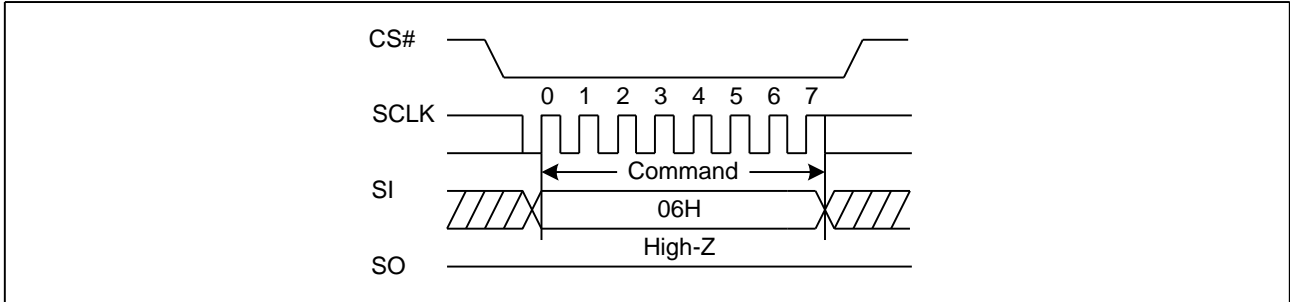 CS#
0 1 2 3 4 5 6 7
SCLK
Command
SI
06H
High-Z
SO